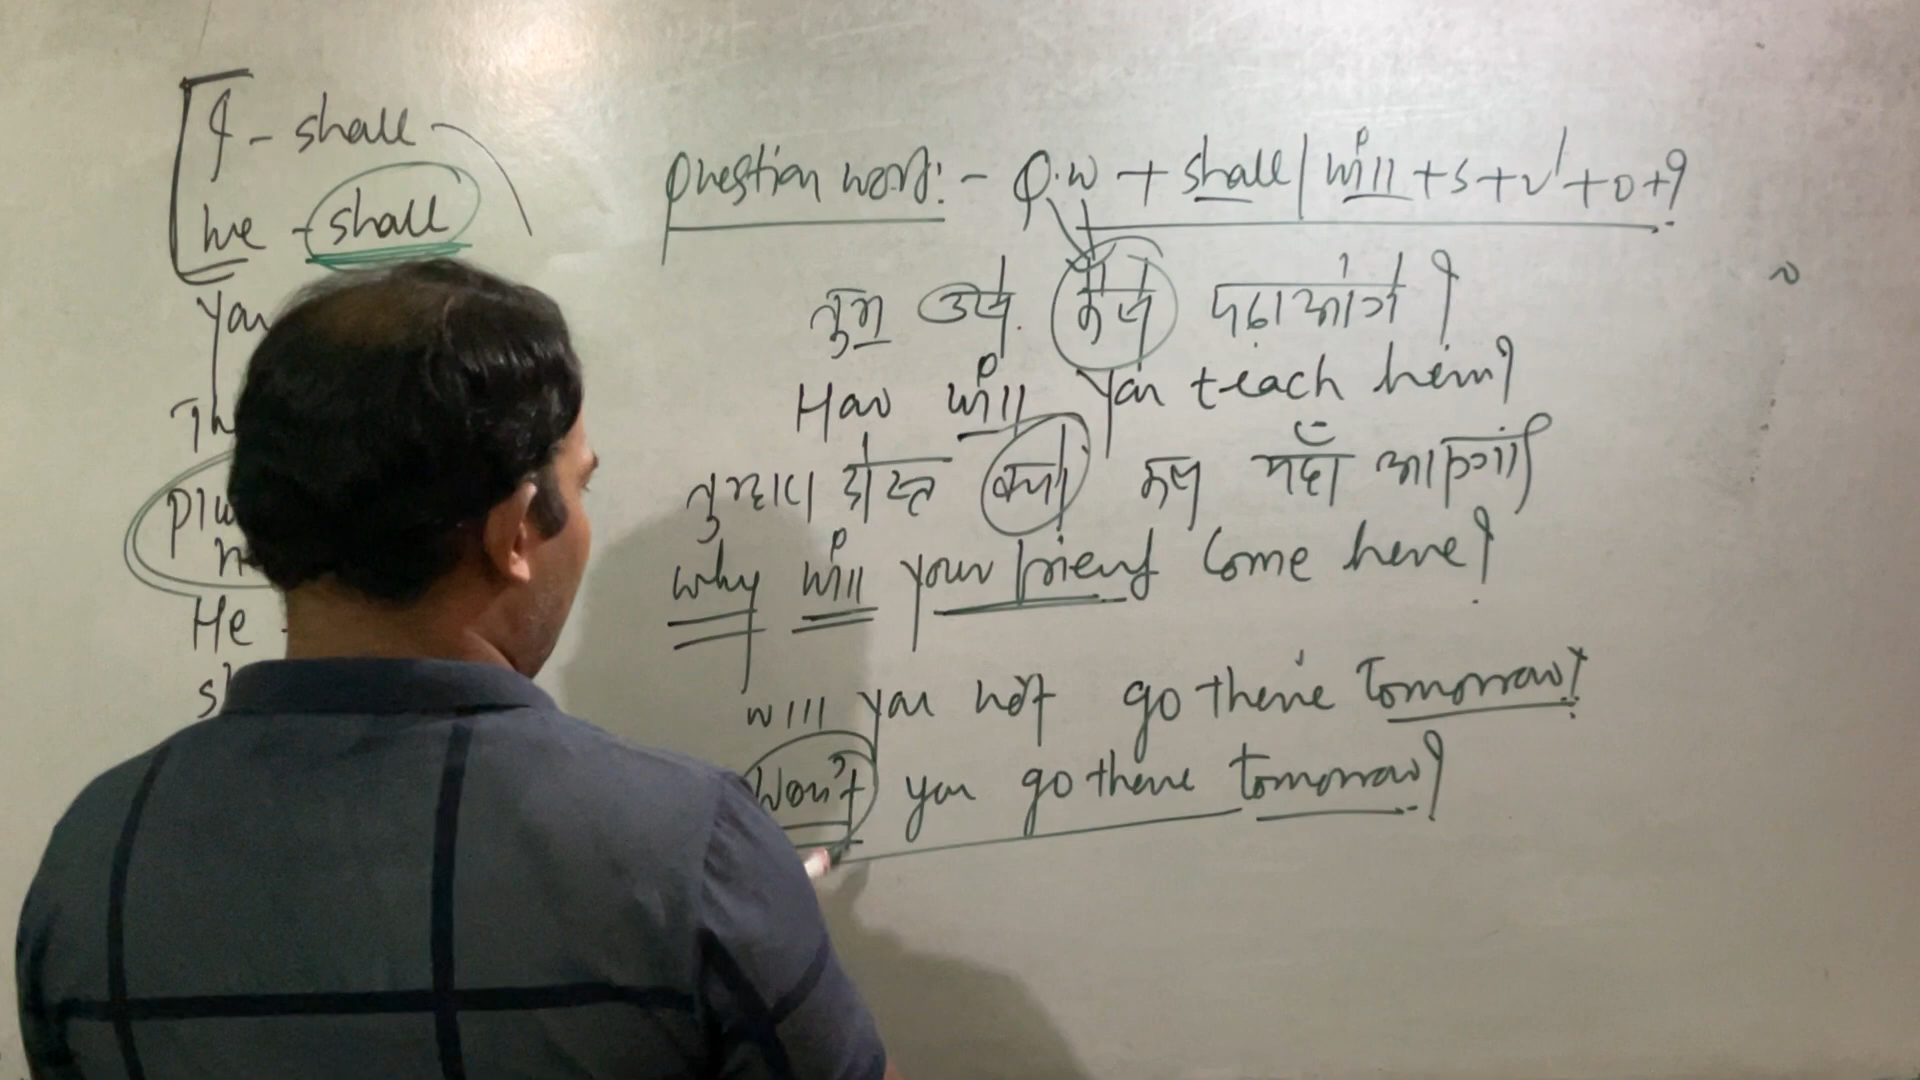 I - shall
We - shall
You
Th
Plu
n
He -
s
Question word :- Q.w + shall | will + s + v1 + o + ?
तुम उसे कैसे पढ़ाओगे ?
How will you teach him?
तुम्हारा दोस्त क्यों कल यहाँ आएगा
why will your friend come here?
will you not go there tomorrow?
Won't you go there tomorrow?